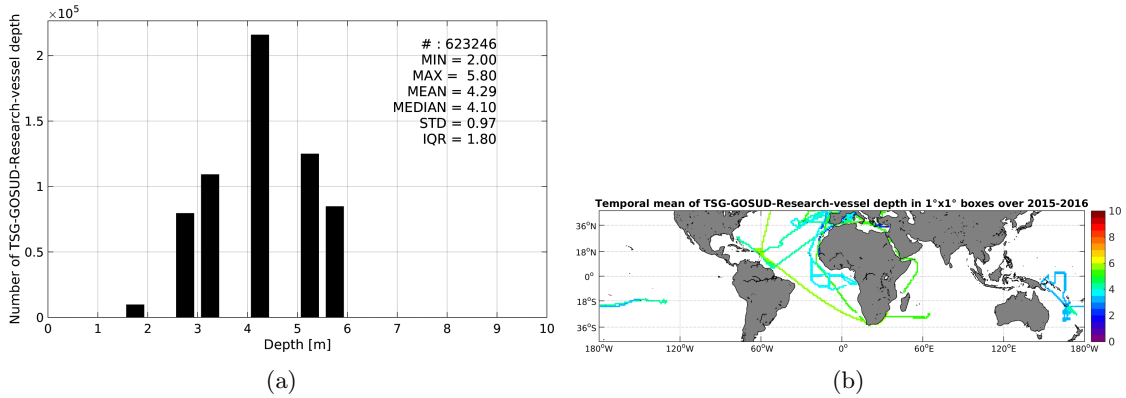 ×10⁵
Number of TSG-GOSUD-Research-vessel depth
2
1.5
1
0.5
0
0 1 2 3 4 5 6 7 8 9 10
Depth [m]
# : 623246
MIN = 2.00
MAX = 5.80
MEAN = 4.29
MEDIAN = 4.10
STD = 0.97
IQR = 1.80
(a)
Temporal mean of TSG-GOSUD-Research-vessel depth in 1°x1° boxes over 2015-2016
36°N
18°N
0°
18°S
36°S
180°W 120°W 60°W 0° 60°E 120°E 180°W
10
8
6
4
2
0
(b)